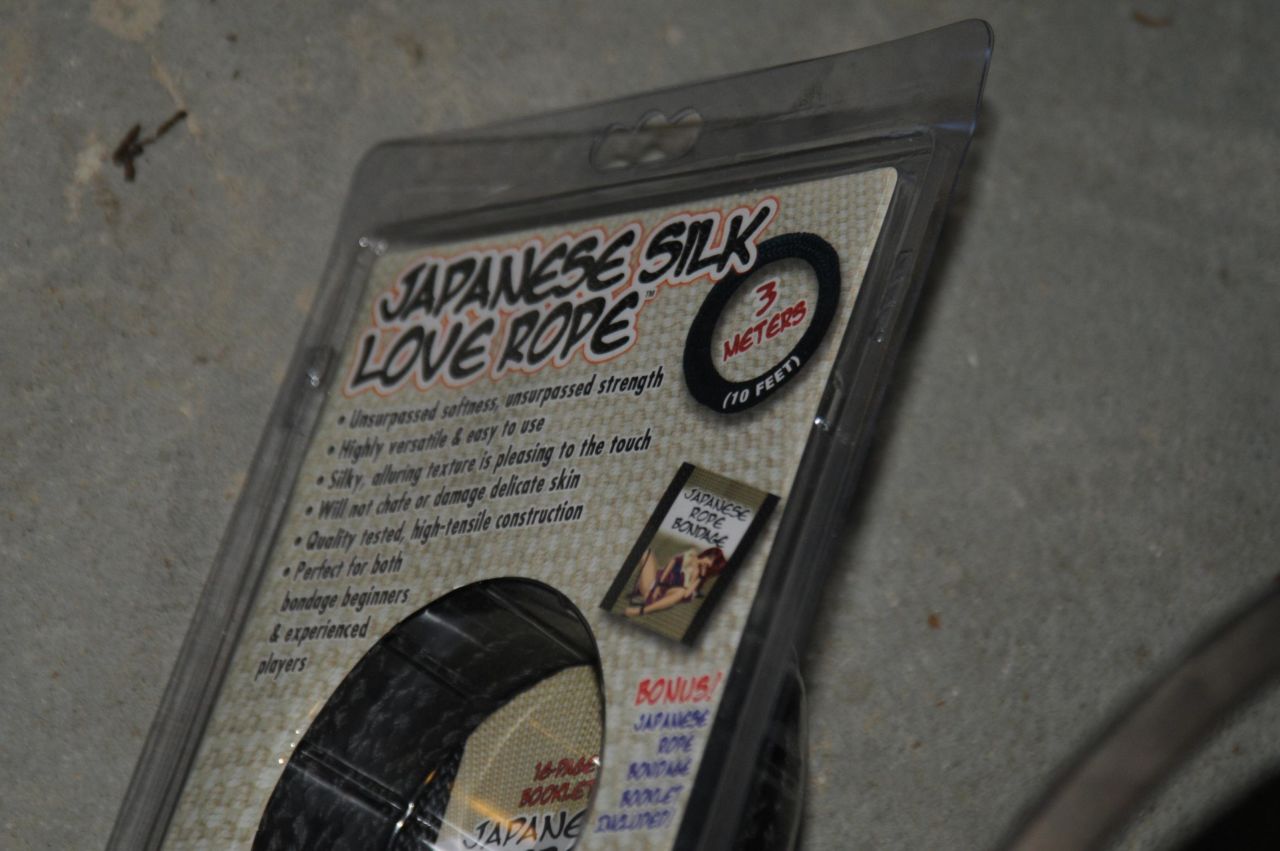 JAPANESE SILK
LOVE ROPE™
3
METERS
(10 FEET)
• Unsurpassed softness, unsurpassed strength
• Highly versatile & easy to use
• Silky, alluring texture is pleasing to the touch
• Will not chafe or damage delicate skin
• Quality tested, high-tensile construction
• Perfect for both
bondage beginners
& experienced
players
JAPANESE
ROPE
BONDAGE
BONUS!
JAPANESE
ROPE
BONDAGE
BOOKLET
INCLUDED!
16-PAGE
BOOKLET
JAPANE